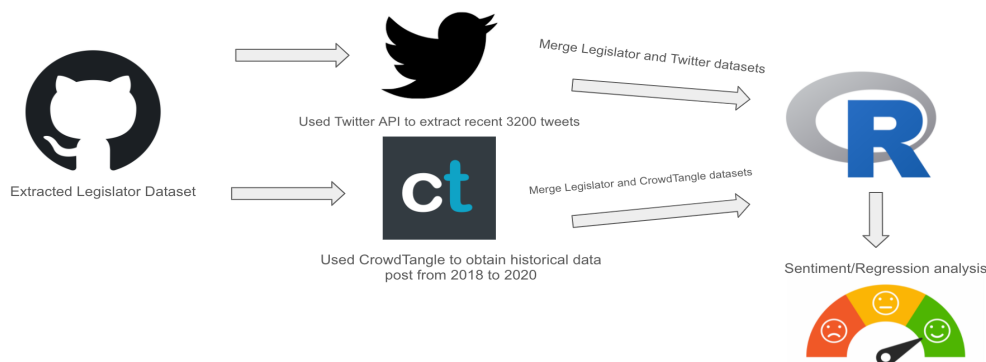 Merge Legislator and Twitter datasets
Used Twitter API to extract recent 3200 tweets
R
Extracted Legislator Dataset
ct
Merge Legislator and CrowdTangle datasets
Used CrowdTangle to obtain historical data
post from 2018 to 2020
Sentiment/Regression analysis